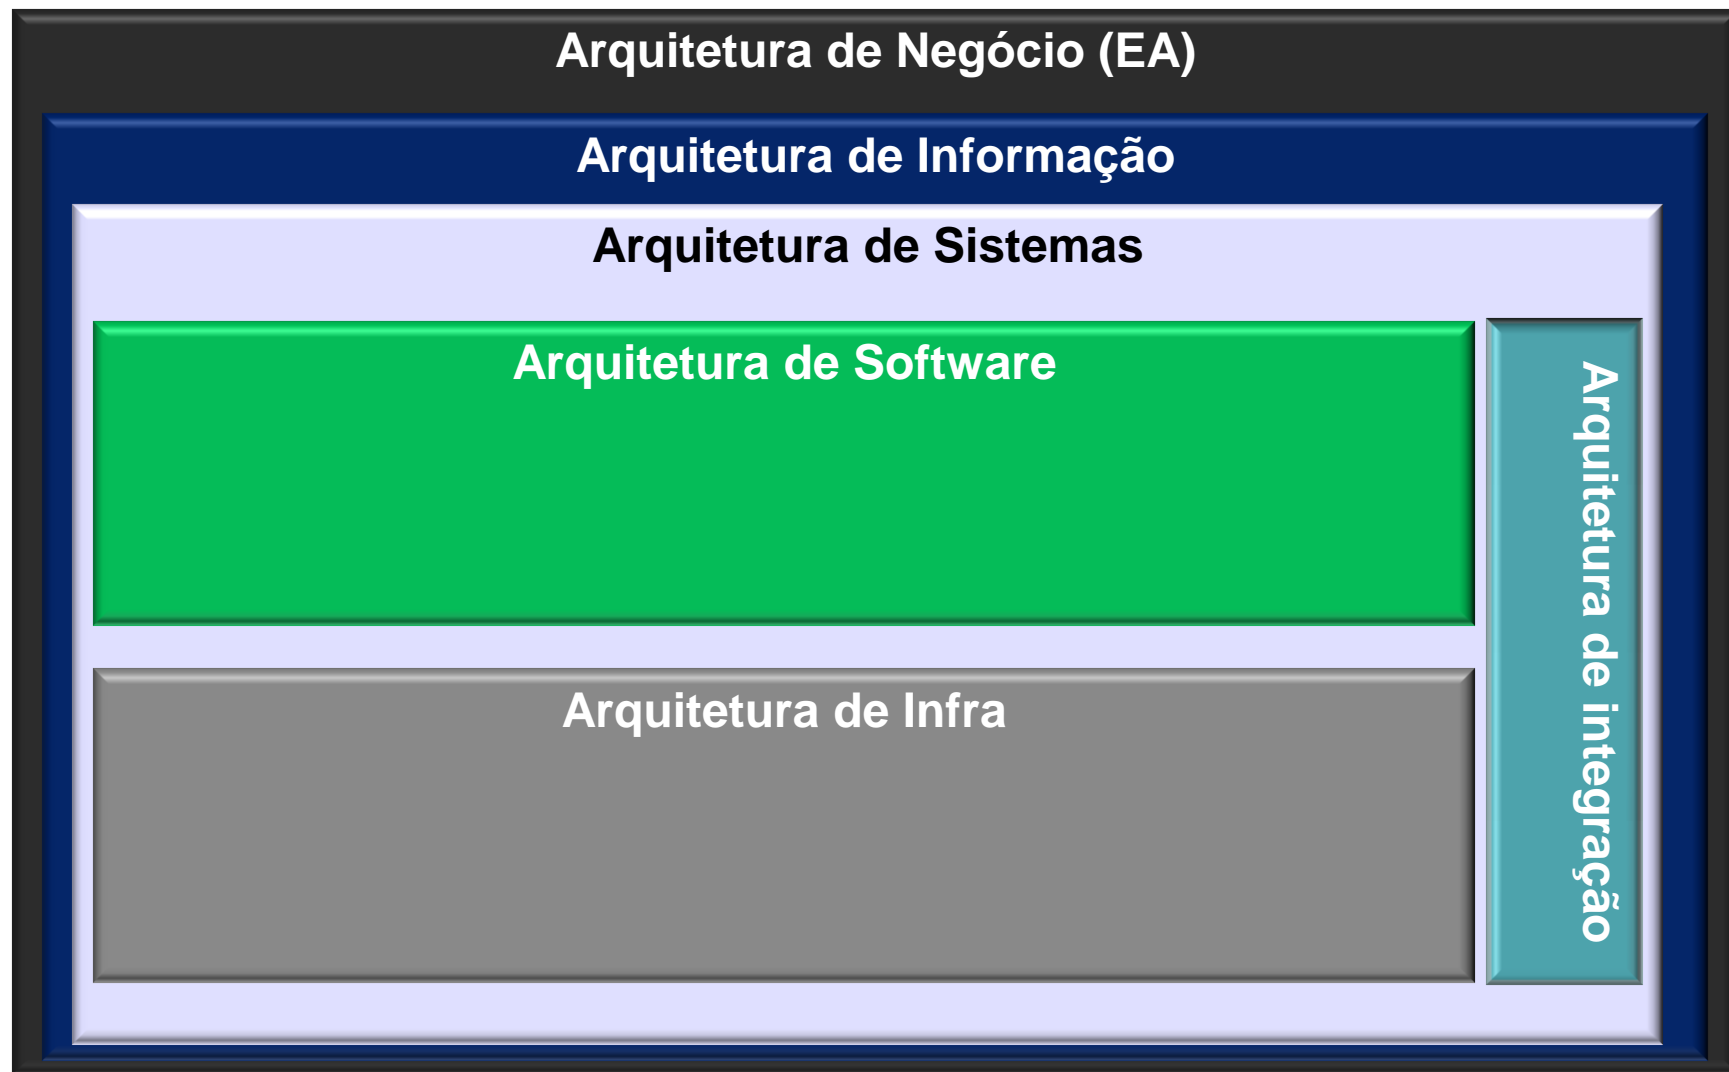 Arquitetura de Negócio (EA)
Arquitetura de Informação
Arquitetura de Sistemas
Arquitetura de Software
Arquitetura de integração
Arquitetura de Infra